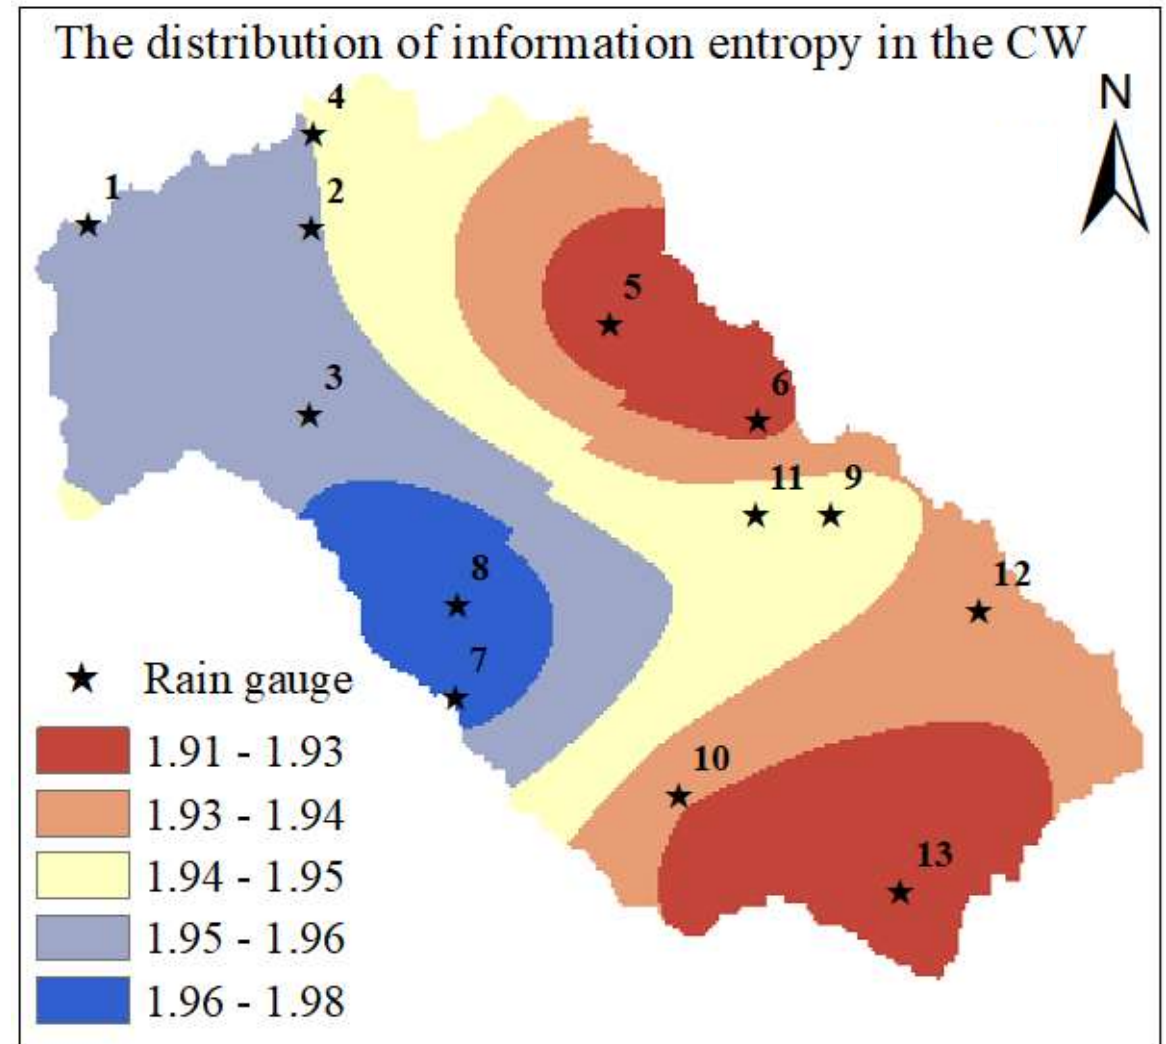 The distribution of information entropy in the CW
N
4
1
2
5
3
6
11
9
8
12
7
Rain gauge
1.91 - 1.93
10
1.93 - 1.94
13
1.94 - 1.95
1.95 - 1.96
1.96 - 1.98